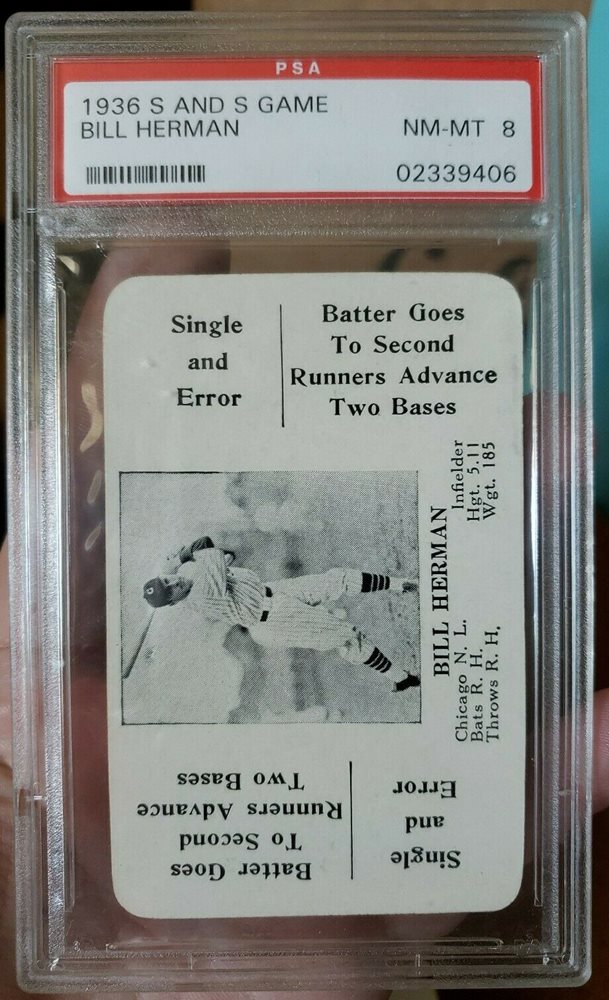 PSA
1936 S AND S GAME
BILL HERMAN
NM-MT 8
02339406
Single
and
Error
Batter Goes
To Second
Runners Advance
Two Bases
BILL HERMAN
Chicago N. L. Infielder
Bats R. H. Hgt. 5.11
Throws R. H. Wgt. 185
Single
and
Error
Batter Goes
To Second
Runners Advance
Two Bases